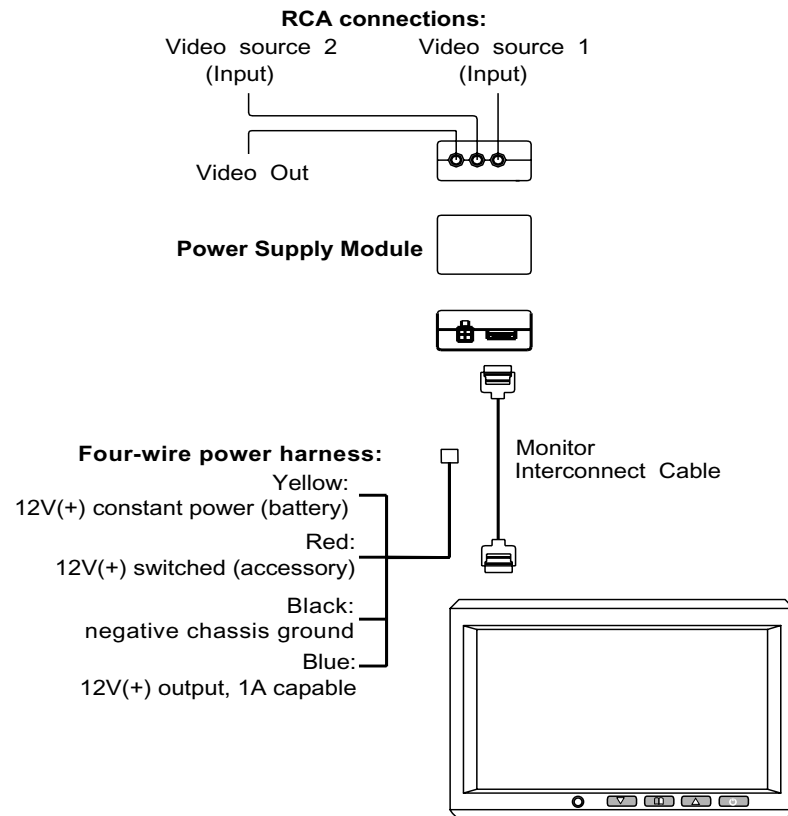 RCA connections:
Video source 2
(Input)
Video source 1
(Input)
Video Out
Power Supply Module
Monitor
Interconnect Cable
Four-wire power harness:
Yellow:
12V(+) constant power (battery)
Red:
12V(+) switched (accessory)
Black:
negative chassis ground
Blue:
12V(+) output, 1A capable